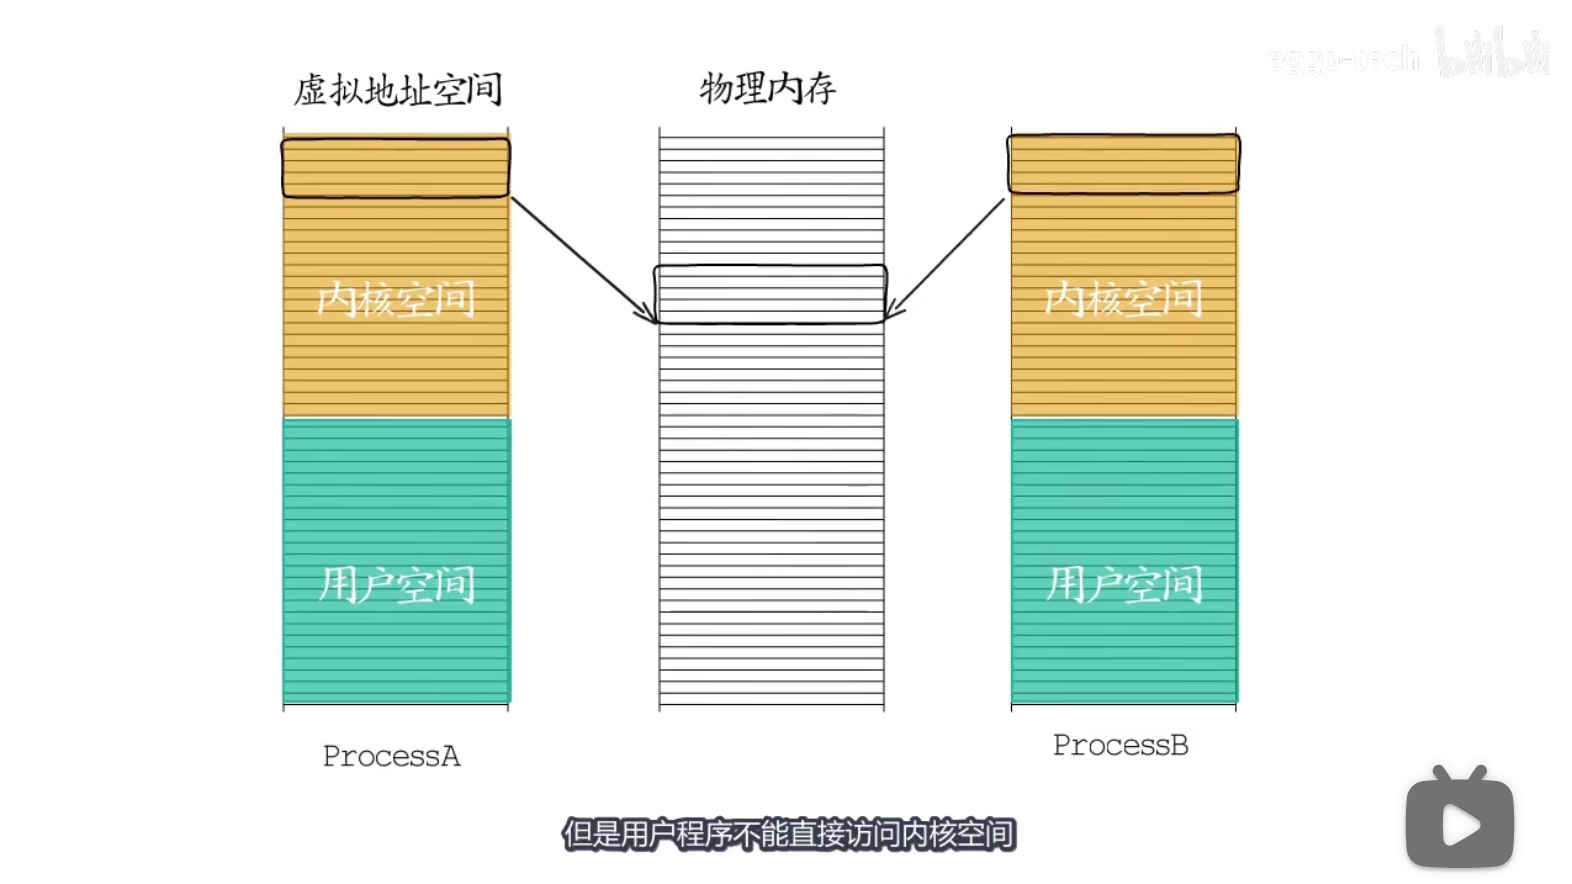 eggo-tech bilibili
虚拟地址空间
物理内存
内核空间
内核空间
用户空间
用户空间
ProcessA
ProcessB
但是用户程序不能直接访问内核空间